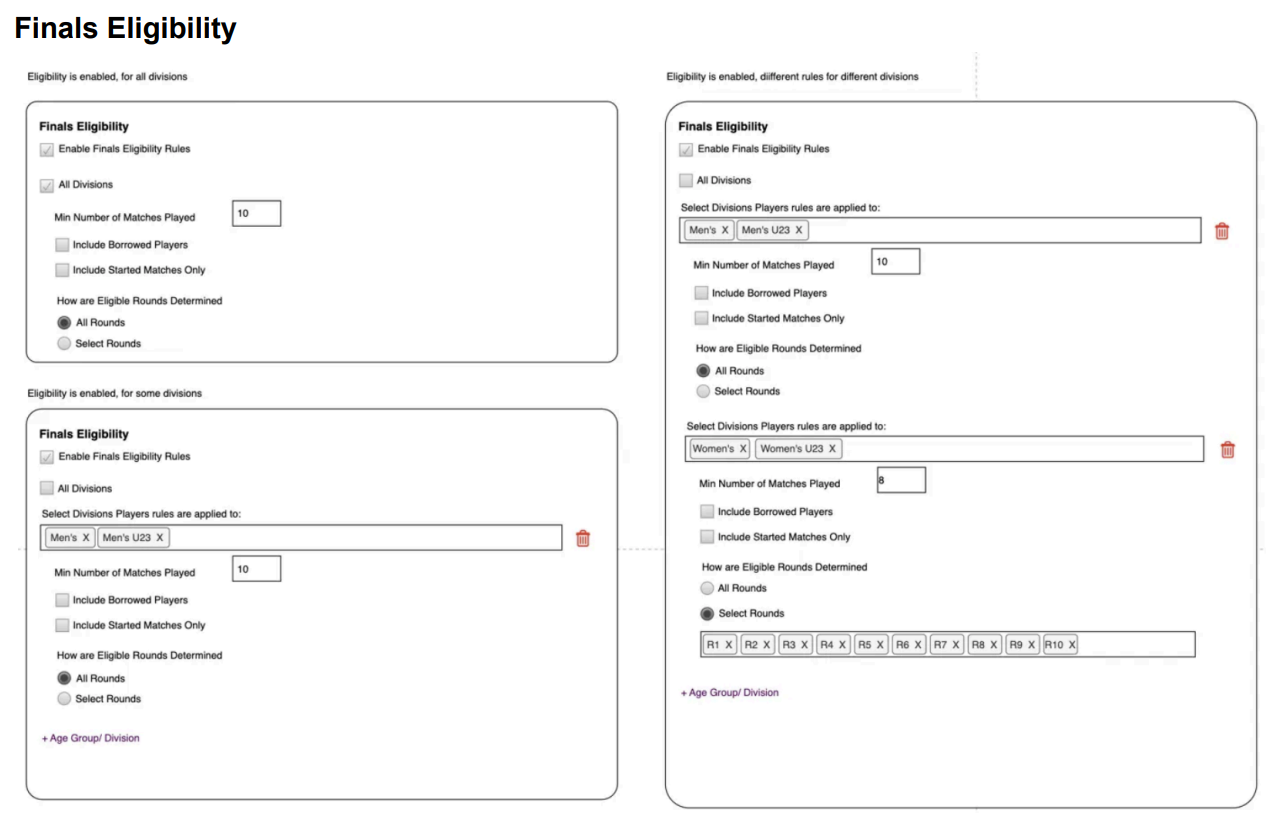 Finals Eligibility
Eligibility is enabled, for all divisions
Finals Eligibility
Enable Finals Eligibility Rules
All Divisions
Min Number of Matches Played 10
Include Borrowed Players
Include Started Matches Only
How are Eligible Rounds Determined
All Rounds
Select Rounds
Eligibility is enabled, for some divisions
Finals Eligibility
Enable Finals Eligibility Rules
All Divisions
Select Divisions Players rules are applied to:
Men's X Men's U23 X
Min Number of Matches Played 10
Include Borrowed Players
Include Started Matches Only
How are Eligible Rounds Determined
All Rounds
Select Rounds
+ Age Group/ Division
Eligibility is enabled, diifferent rules for different divisions
Finals Eligibility
Enable Finals Eligibility Rules
All Divisions
Select Divisions Players rules are applied to:
Men's X Men's U23 X
Min Number of Matches Played 10
Include Borrowed Players
Include Started Matches Only
How are Eligible Rounds Determined
All Rounds
Select Rounds
Select Divisions Players rules are applied to:
Women's X Women's U23 X
Min Number of Matches Played 8
Include Borrowed Players
Include Started Matches Only
How are Eligible Rounds Determined
All Rounds
Select Rounds
R1 X R2 X R3 X R4 X R5 X R6 X R7 X R8 X R9 X R10 X
+ Age Group/ Division